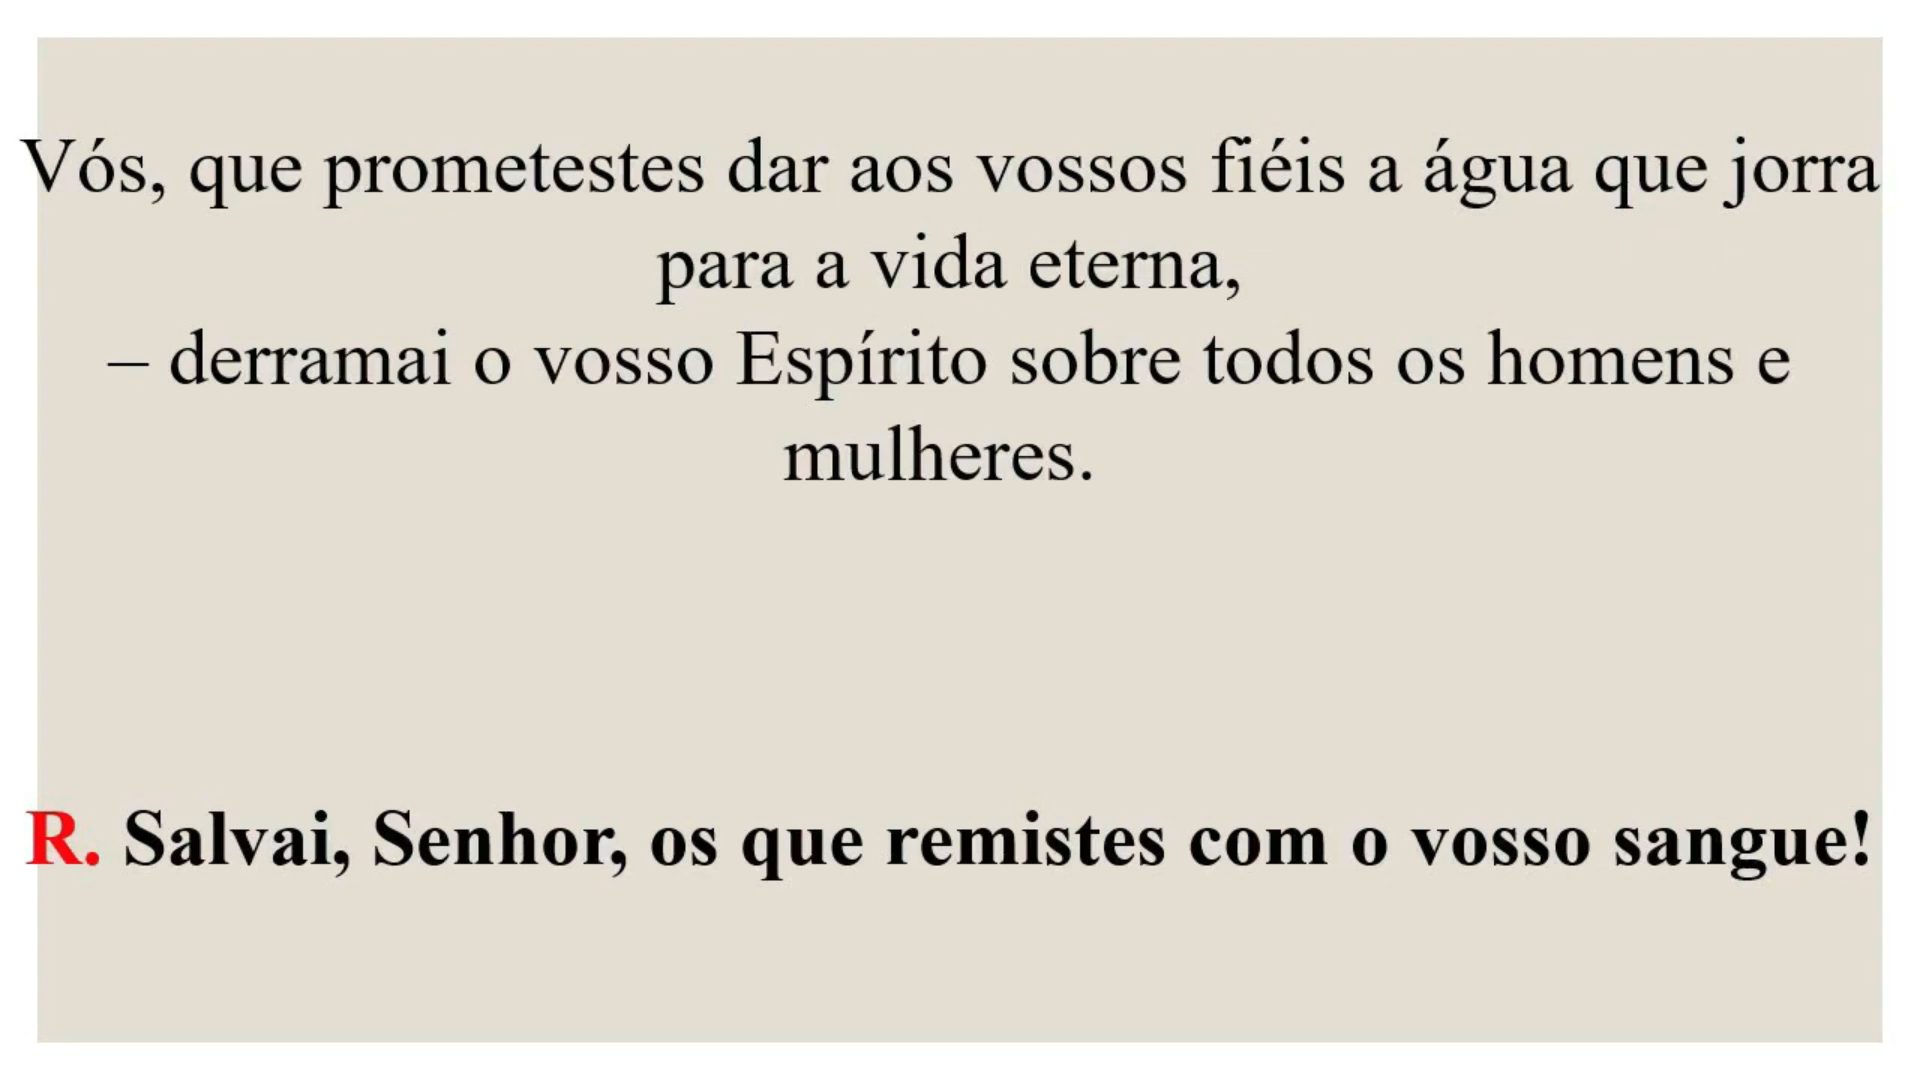 Vós, que prometestes dar aos vossos fiéis a água que jorra
para a vida eterna,
– derramai o vosso Espírito sobre todos os homens e
mulheres.
R. Salvai, Senhor, os que remistes com o vosso sangue!